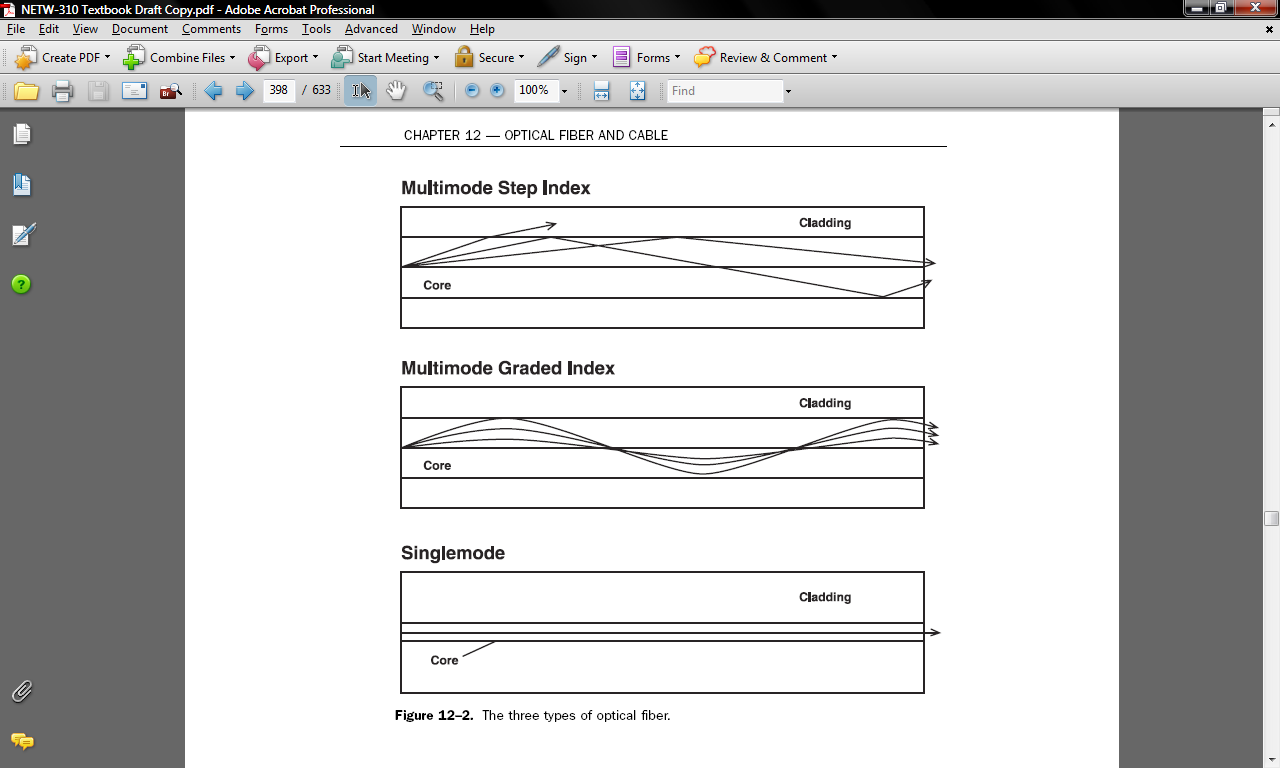 NETW-310 Textbook Draft Copy.pdf - Adobe Acrobat Professional
File Edit View Document Comments Forms Tools Advanced Window Help
Create PDF Combine Files Export Start Meeting Secure Sign Forms Review & Comment
Br 398 / 633 100% Find
CHAPTER 12 — OPTICAL FIBER AND CABLE
Multimode Step Index
Cladding
Core
Multimode Graded Index
Cladding
Core
Singlemode
Cladding
Core
Figure 12–2. The three types of optical fiber.